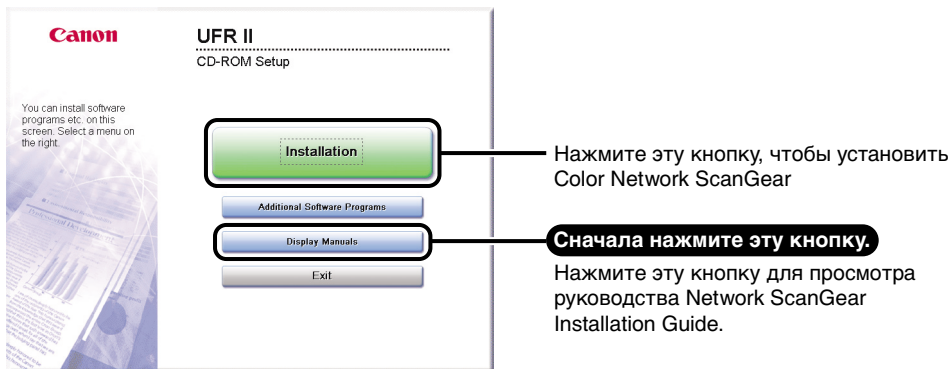 Canon
UFR II
CD-ROM Setup
You can install software
programs etc. on this
screen. Select a menu on
the right.
Installation
Additional Software Programs
Display Manuals
Exit
Нажмите эту кнопку, чтобы установить
Color Network ScanGear
Сначала нажмите эту кнопку.
Нажмите эту кнопку для просмотра
руководства Network ScanGear
Installation Guide.